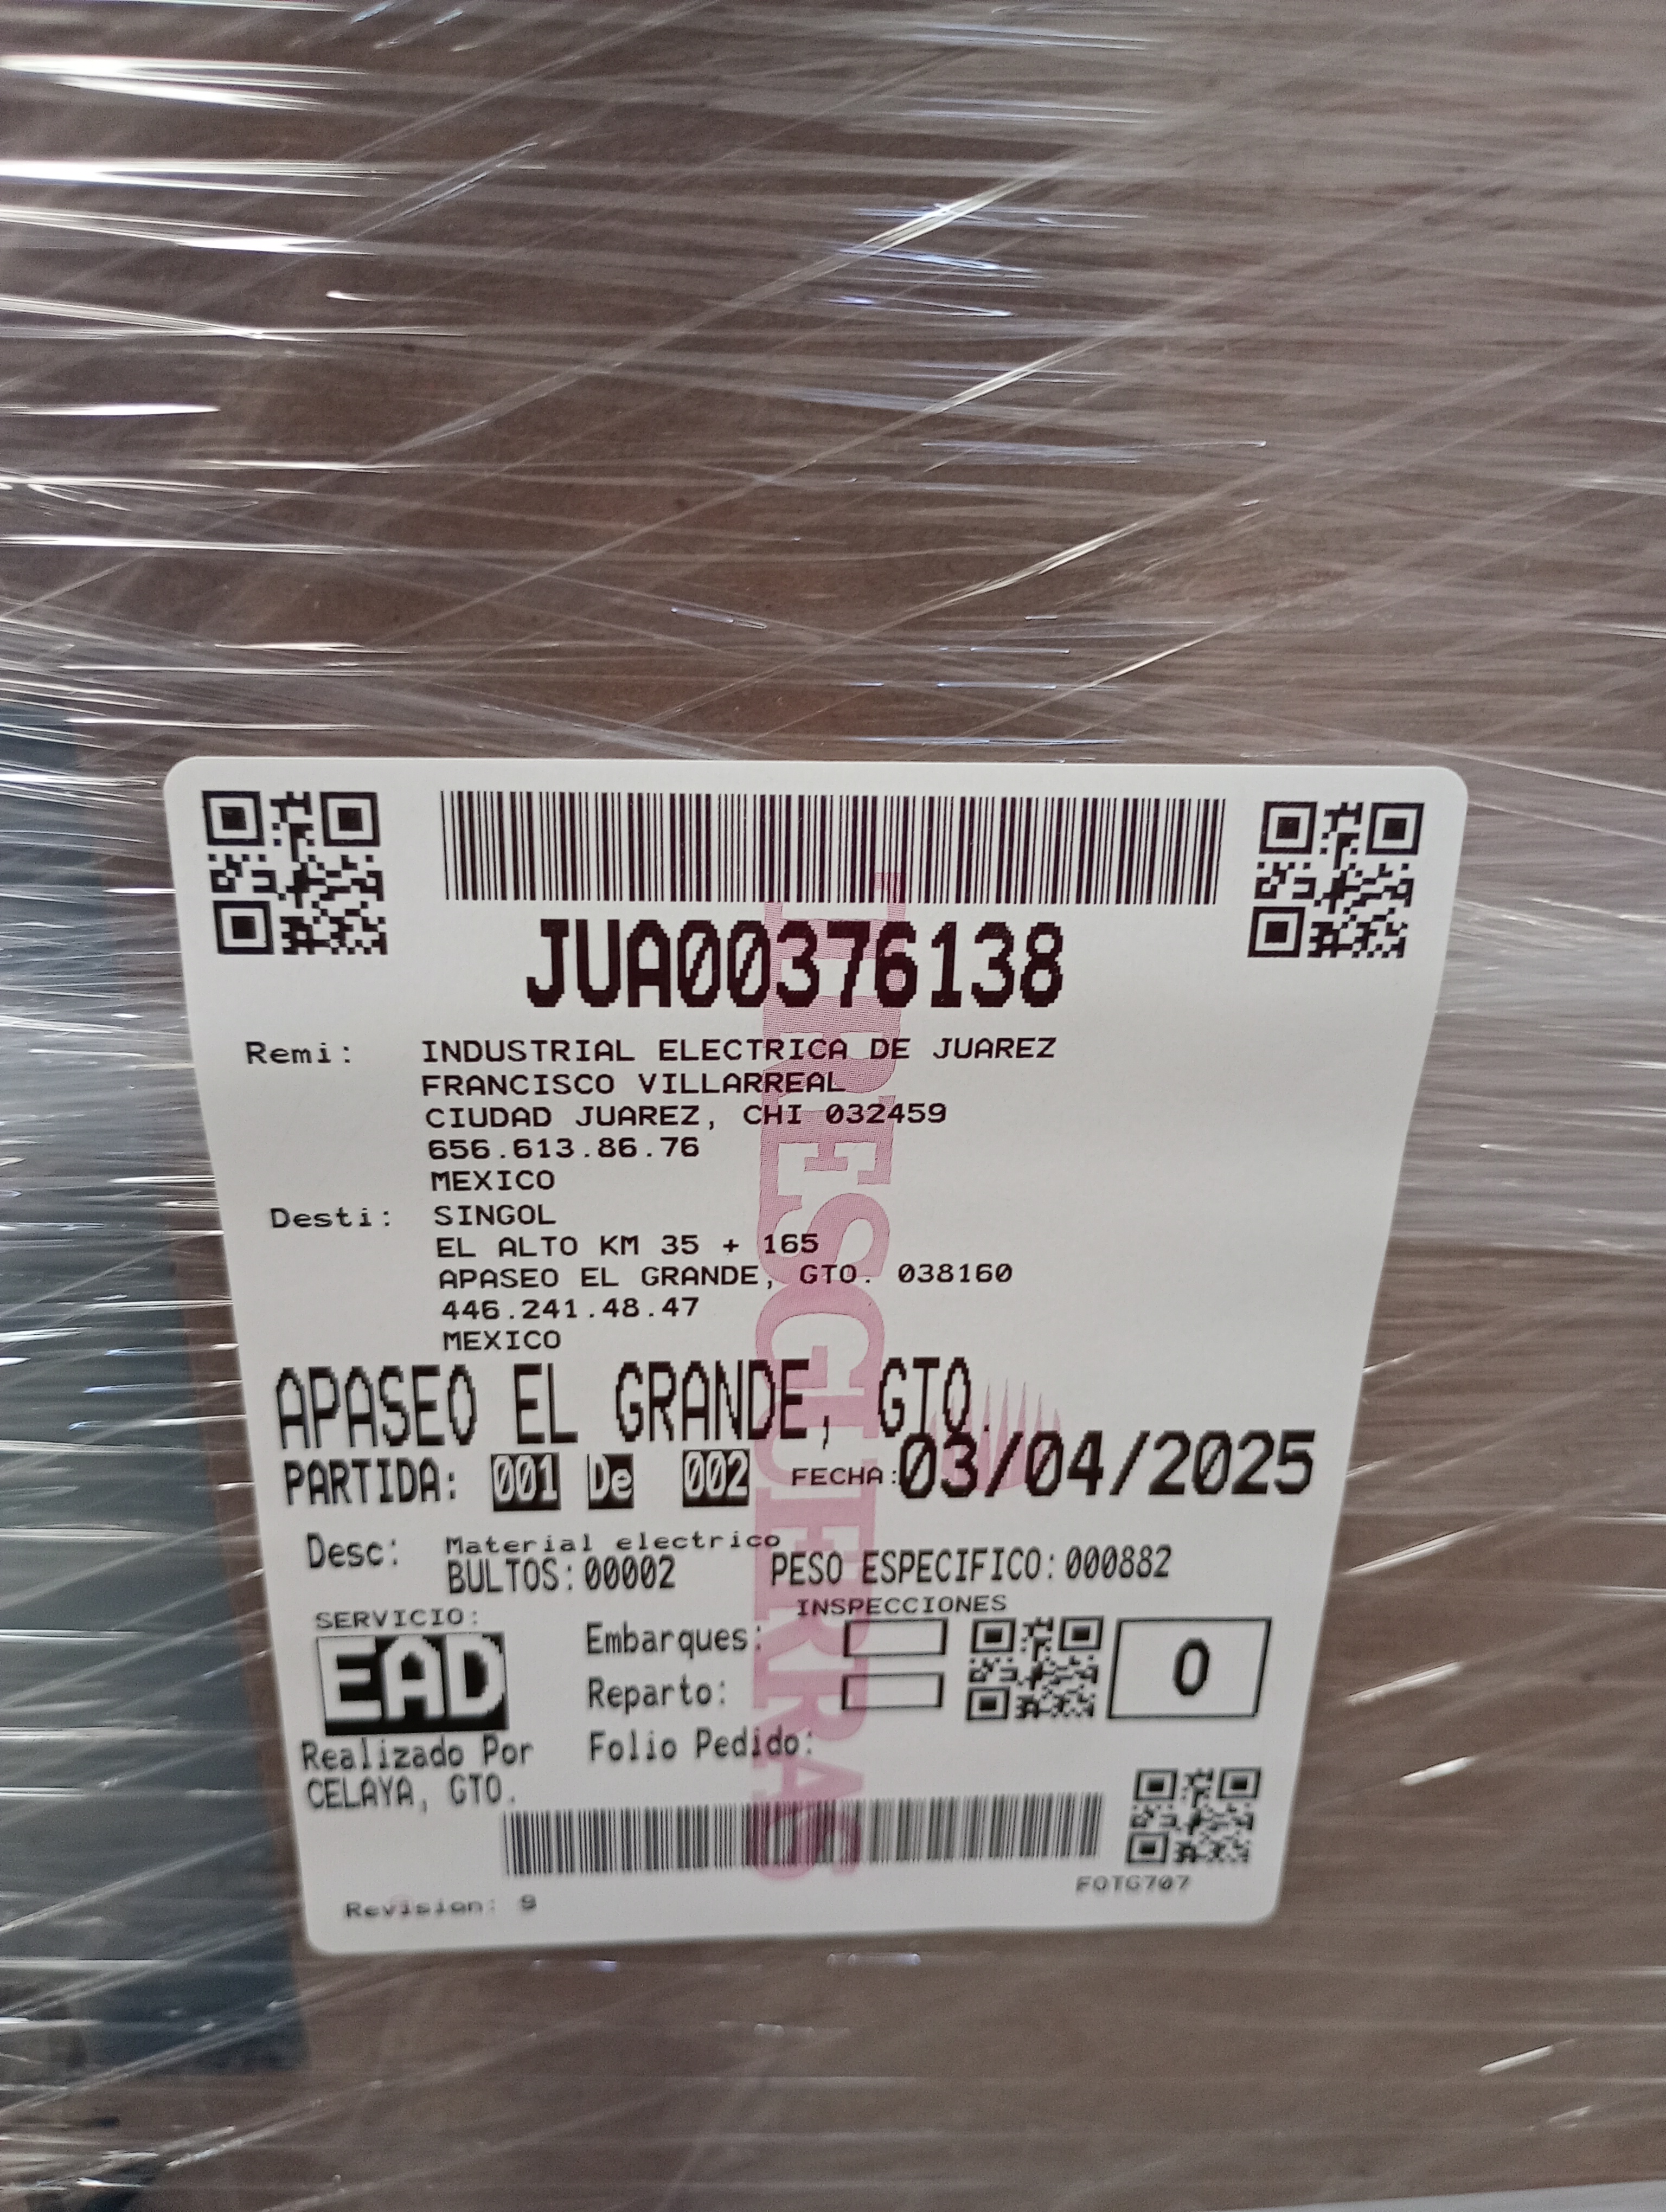 JUA00376138
Remi: INDUSTRIAL ELECTRICA DE JUAREZ
FRANCISCO VILLARREAL
CIUDAD JUAREZ, CHI 032459
656.613.86.76
MEXICO
Desti: SINGOL
EL ALTO KM 35 + 165
APASEO EL GRANDE, GTO. 038160
446.241.48.47
MEXICO
APASEO EL GRANDE, GTO.
PARTIDA: 001 De 002 FECHA:03/04/2025
Desc: Material electrico
BULTOS:00002 PESO ESPECIFICO:000882
SERVICIO: INSPECCIONES
EAD Embarques: 0
Reparto:
Realizado Por Folio Pedido:
CELAYA, GTO.
FOTG707
Revision: 9
TRESGUERRAS